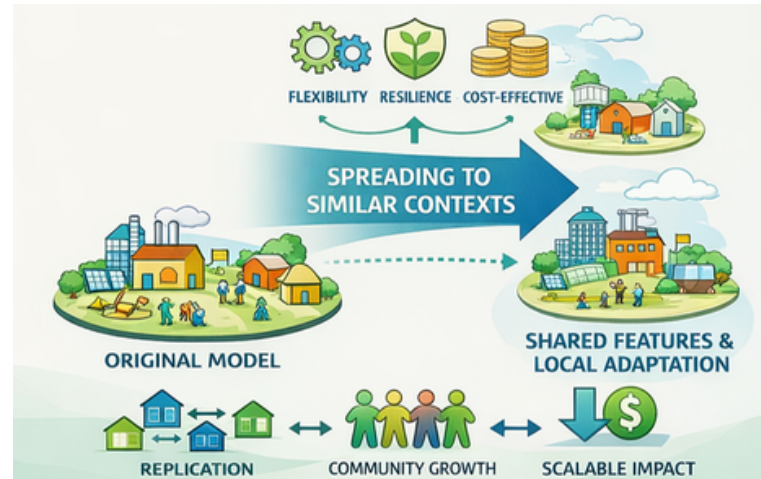 FLEXIBILITY RESILIENCE COST-EFFECTIVE
SPREADING TO
SIMILAR CONTEXTS
ORIGINAL MODEL
SHARED FEATURES &
LOCAL ADAPTATION
$
REPLICATION COMMUNITY GROWTH SCALABLE IMPACT